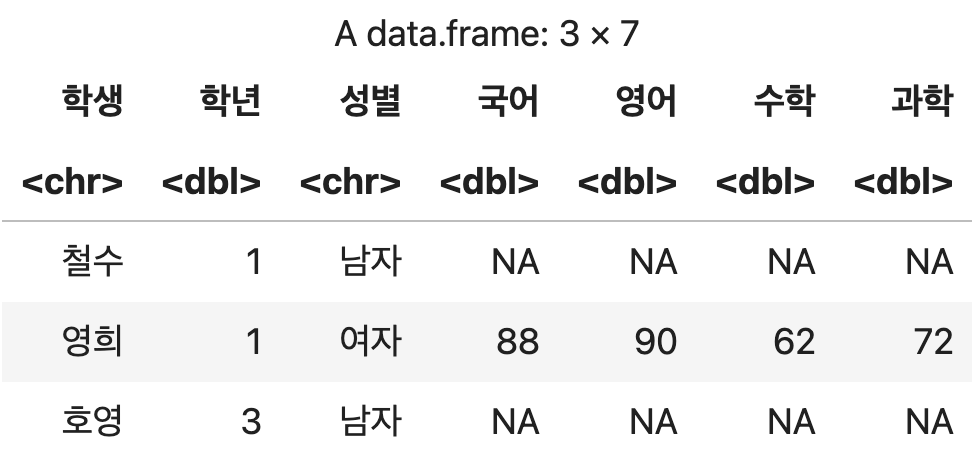 A data.frame: 3 × 7
학생 학년 성별 국어 영어 수학 과학
<chr> <dbl> <chr> <dbl> <dbl> <dbl> <dbl>
철수 1 남자 NA NA NA NA
영희 1 여자 88 90 62 72
호영 3 남자 NA NA NA NA